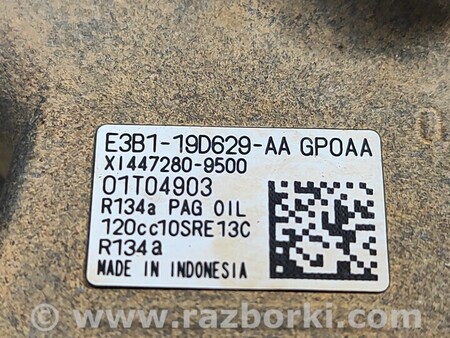 E3B1-19D629-AA GPOAA
XI447280-9500
01T04903
R134a PAG OIL
120cc10SRE13C
R134a
MADE IN INDONESIA
© www.razborki.com